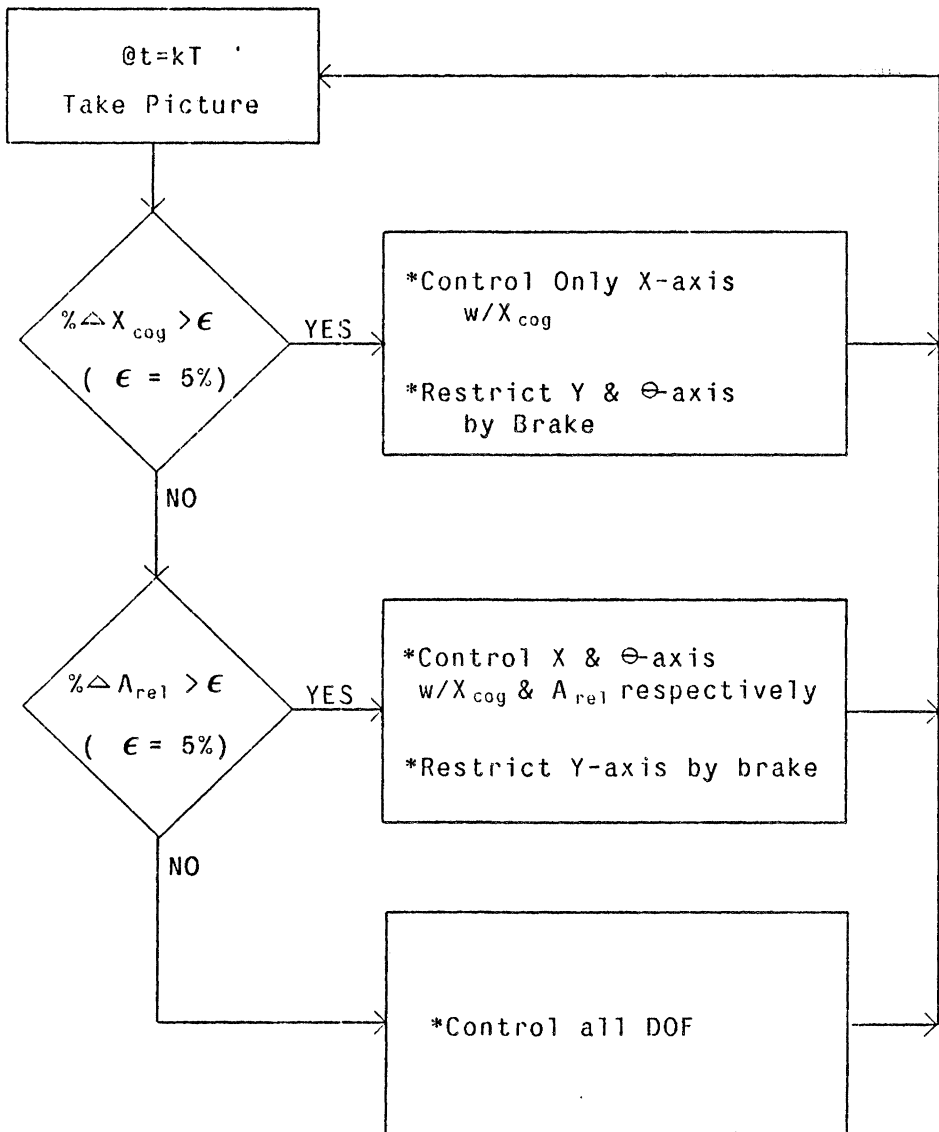 @t=kT
Take Picture
%△X_cog >ϵ
( ϵ = 5%)
YES
*Control Only X-axis
w/X_cog
*Restrict Y & Θ-axis
by Brake
NO
%△A_rel >ϵ
( ϵ = 5%)
YES
*Control X & Θ-axis
w/X_cog & A_rel respectively
*Restrict Y-axis by brake
NO
*Control all DOF